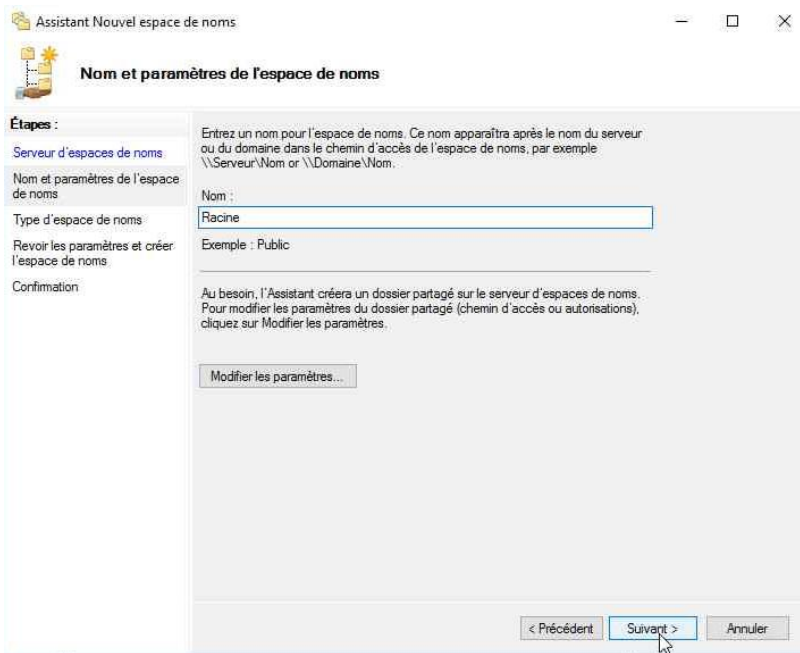 Assistant Nouvel espace de noms
Nom et paramètres de l'espace de noms
Étapes :
Serveur d'espaces de noms
Nom et paramètres de l'espace
de noms
Type d'espace de noms
Revoir les paramètres et créer
l'espace de noms
Confirmation
Entrez un nom pour l'espace de noms. Ce nom apparaîtra après le nom du serveur
ou du domaine dans le chemin d'accès de l'espace de noms, par exemple
\\Serveur\Nom or \\Domaine\Nom.
Nom :
Racine
Exemple : Public
Au besoin, l'Assistant créera un dossier partagé sur le serveur d'espaces de noms.
Pour modifier les paramètres du dossier partagé (chemin d'accès ou autorisations),
cliquez sur Modifier les paramètres.
Modifier les paramètres...
< Précédent
Suivant >
Annuler